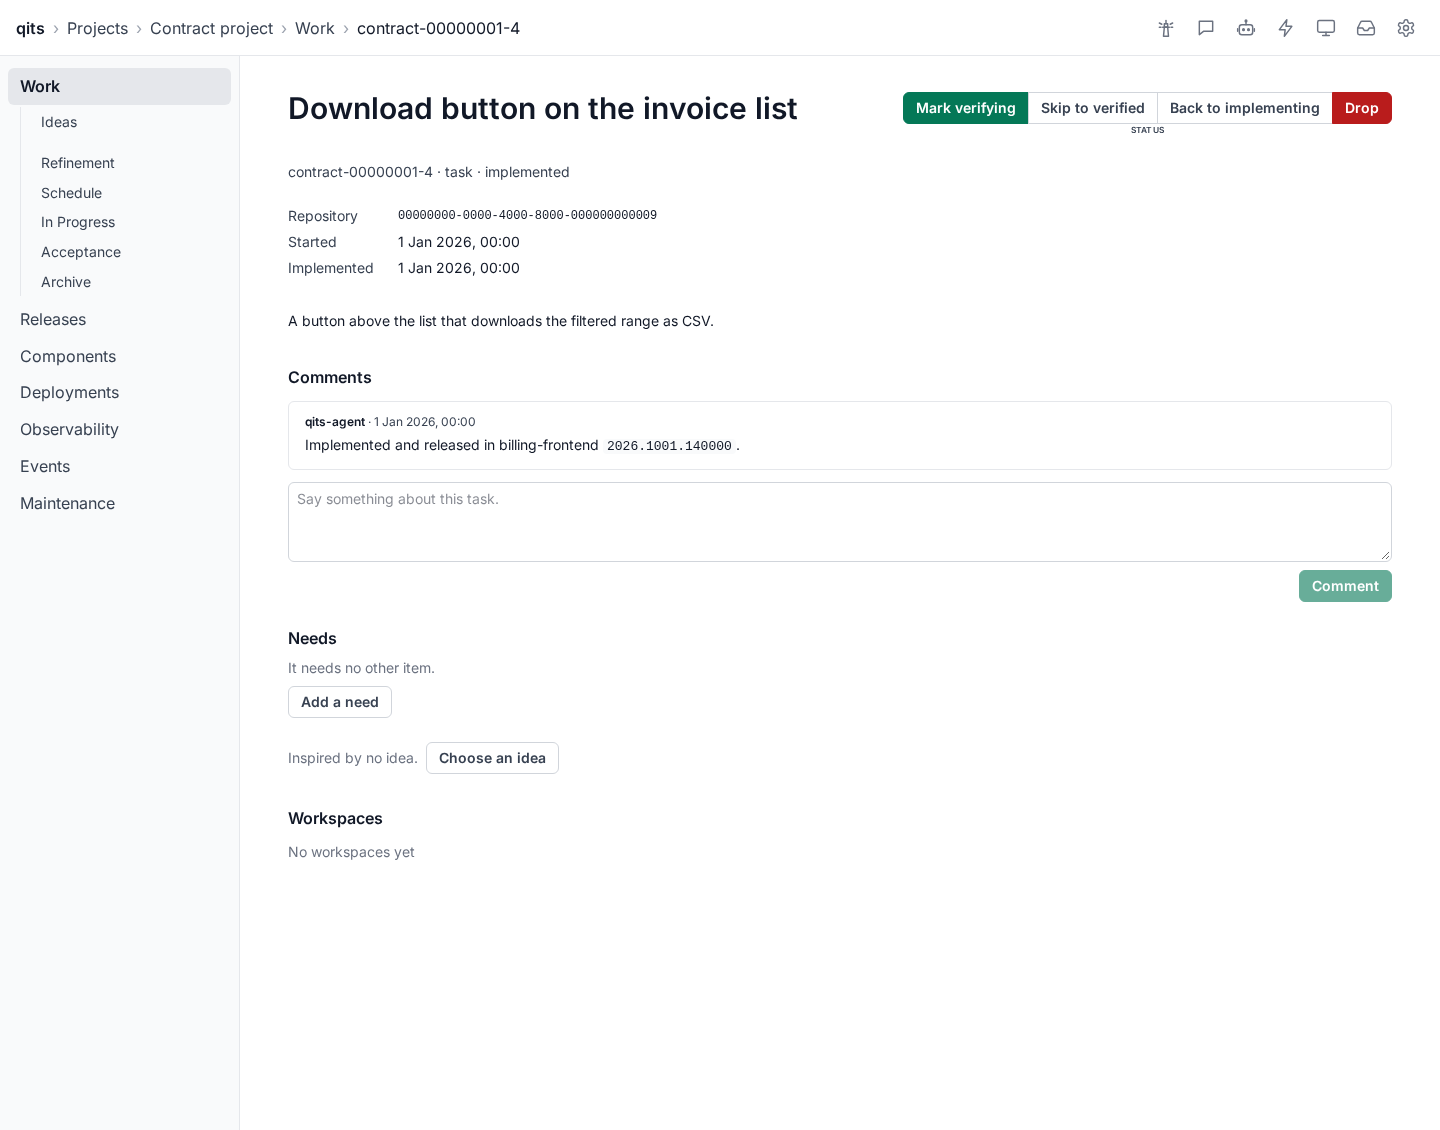 qits › Projects › Contract project › Work › contract-00000001-4
Work
Ideas
Refinement
Schedule
In Progress
Acceptance
Archive
Releases
Components
Deployments
Observability
Events
Maintenance
Download button on the invoice list
Mark verifying
Skip to verified
Back to implementing
Drop
STATUS
contract-00000001-4 · task · implemented
Repository 00000000-0000-4000-8000-000000000009
Started 1 Jan 2026, 00:00
Implemented 1 Jan 2026, 00:00
A button above the list that downloads the filtered range as CSV.
Comments
qits-agent · 1 Jan 2026, 00:00
Implemented and released in billing-frontend 2026.1001.140000.
Say something about this task.
Comment
Needs
It needs no other item.
Add a need
Inspired by no idea. Choose an idea
Workspaces
No workspaces yet